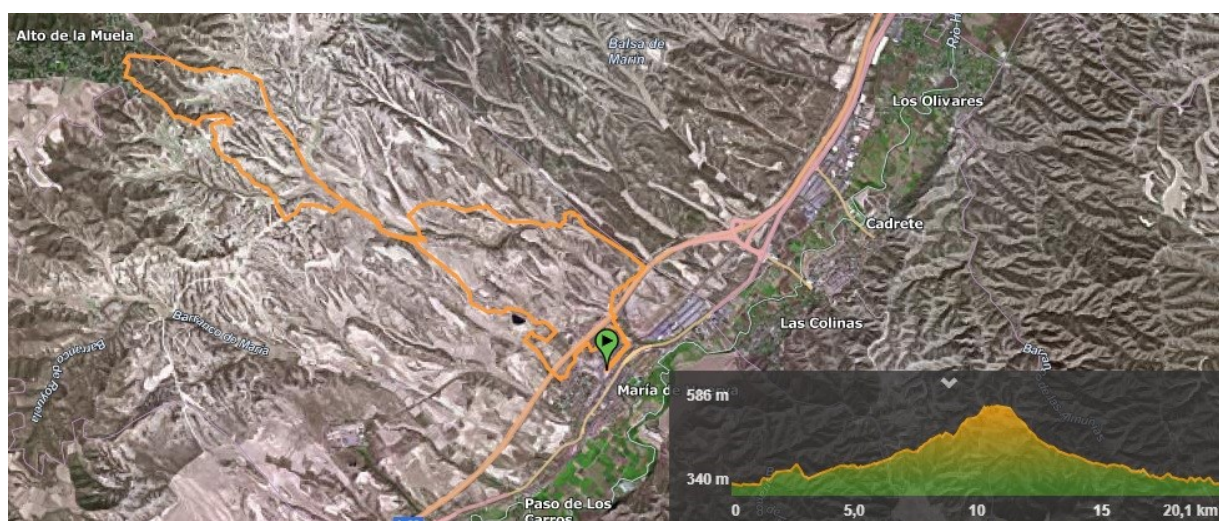 Alto de la Muela
Balsa de
Marín
Los Olivares
Cadrete
Las Colinas
Barranco de María
Barranco de Royuela
María de
Barran
Paso de Los
Carros
586 m
340 m
0
5,0
10
15
20,1 km